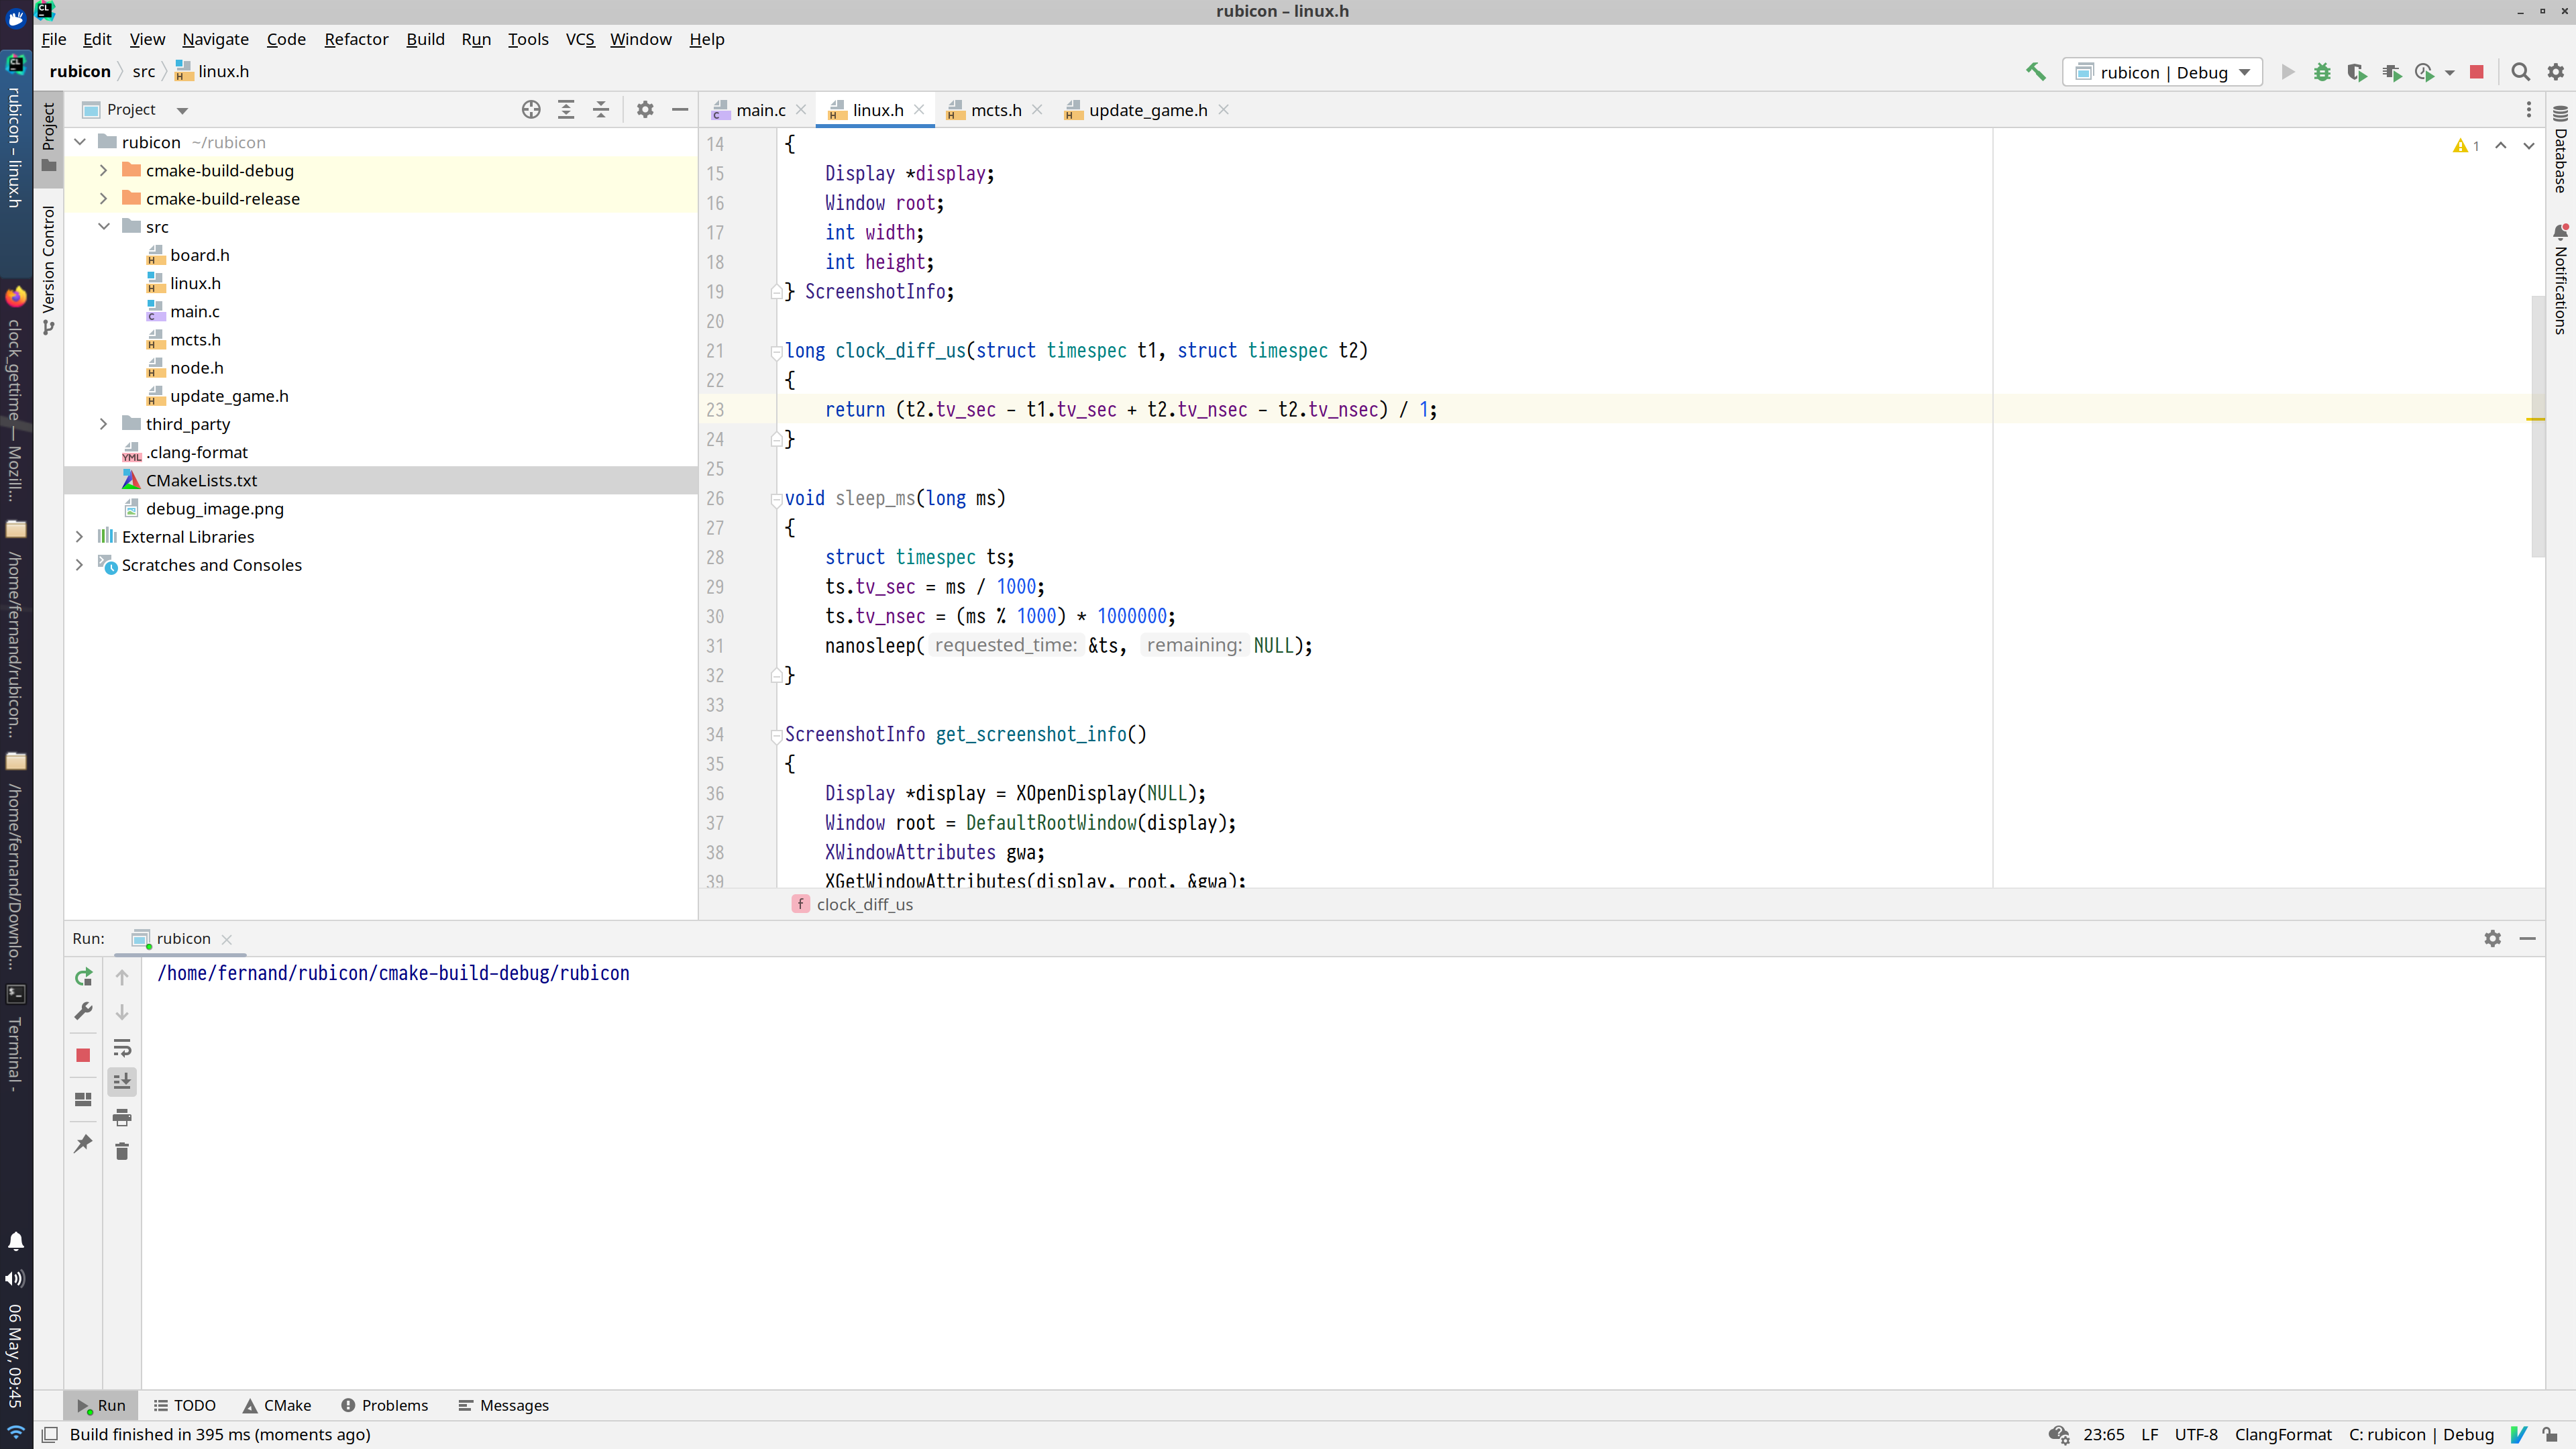 rubicon – linux.h
File Edit View Navigate Code Refactor Build Run Tools VCS Window Help
rubicon src linux.h
rubicon | Debug
Project
main.c linux.h mcts.h update_game.h
rubicon ~/rubicon
cmake-build-debug
cmake-build-release
src
board.h
linux.h
main.c
mcts.h
node.h
update_game.h
third_party
.clang-format
CMakeLists.txt
debug_image.png
External Libraries
Scratches and Consoles
14 {
15 Display *display;
16 Window root;
17 int width;
18 int height;
19 } ScreenshotInfo;
20
21 long clock_diff_us(struct timespec t1, struct timespec t2)
22 {
23 return (t2.tv_sec - t1.tv_sec + t2.tv_nsec - t2.tv_nsec) / 1;
24 }
25
26 void sleep_ms(long ms)
27 {
28 struct timespec ts;
29 ts.tv_sec = ms / 1000;
30 ts.tv_nsec = (ms % 1000) * 1000000;
31 nanosleep( requested_time: &ts, remaining: NULL);
32 }
33
34 ScreenshotInfo get_screenshot_info()
35 {
36 Display *display = XOpenDisplay(NULL);
37 Window root = DefaultRootWindow(display);
38 XWindowAttributes gwa;
39 XGetWindowAttributes(display, root, &gwa);
1
f clock_diff_us
Run: rubicon
/home/fernand/rubicon/cmake-build-debug/rubicon
Run TODO CMake Problems Messages
Build finished in 395 ms (moments ago)
23:65 LF UTF-8 ClangFormat C: rubicon | Debug
Project
Version Control
Database
Notifications
rubicon – linux.h
clock_gettime — Mozill...
/home/fernand/rubicon...
/home/fernand/Downlo...
Terminal -
06 May, 09:45